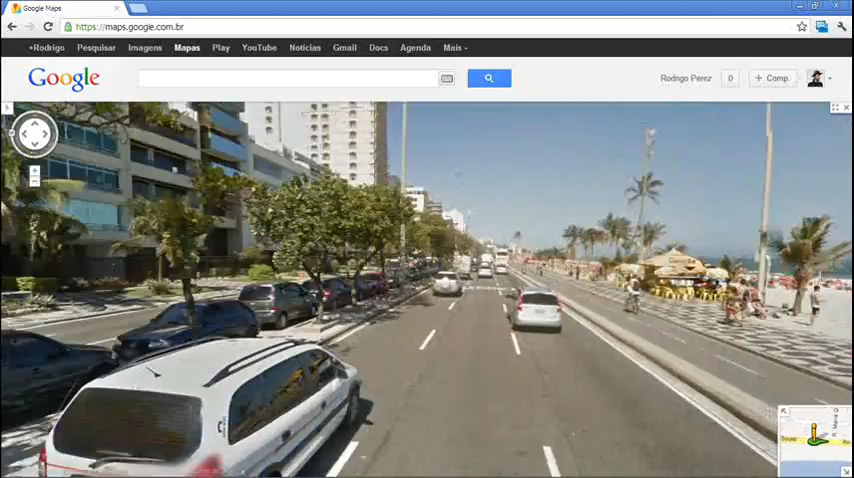 Google Maps
https://maps.google.com.br
+Rodrigo Pesquisar Imagens Mapas Play YouTube Notícias Gmail Docs Agenda Mais
Google
Rodrigo Perez 0 + Comp.